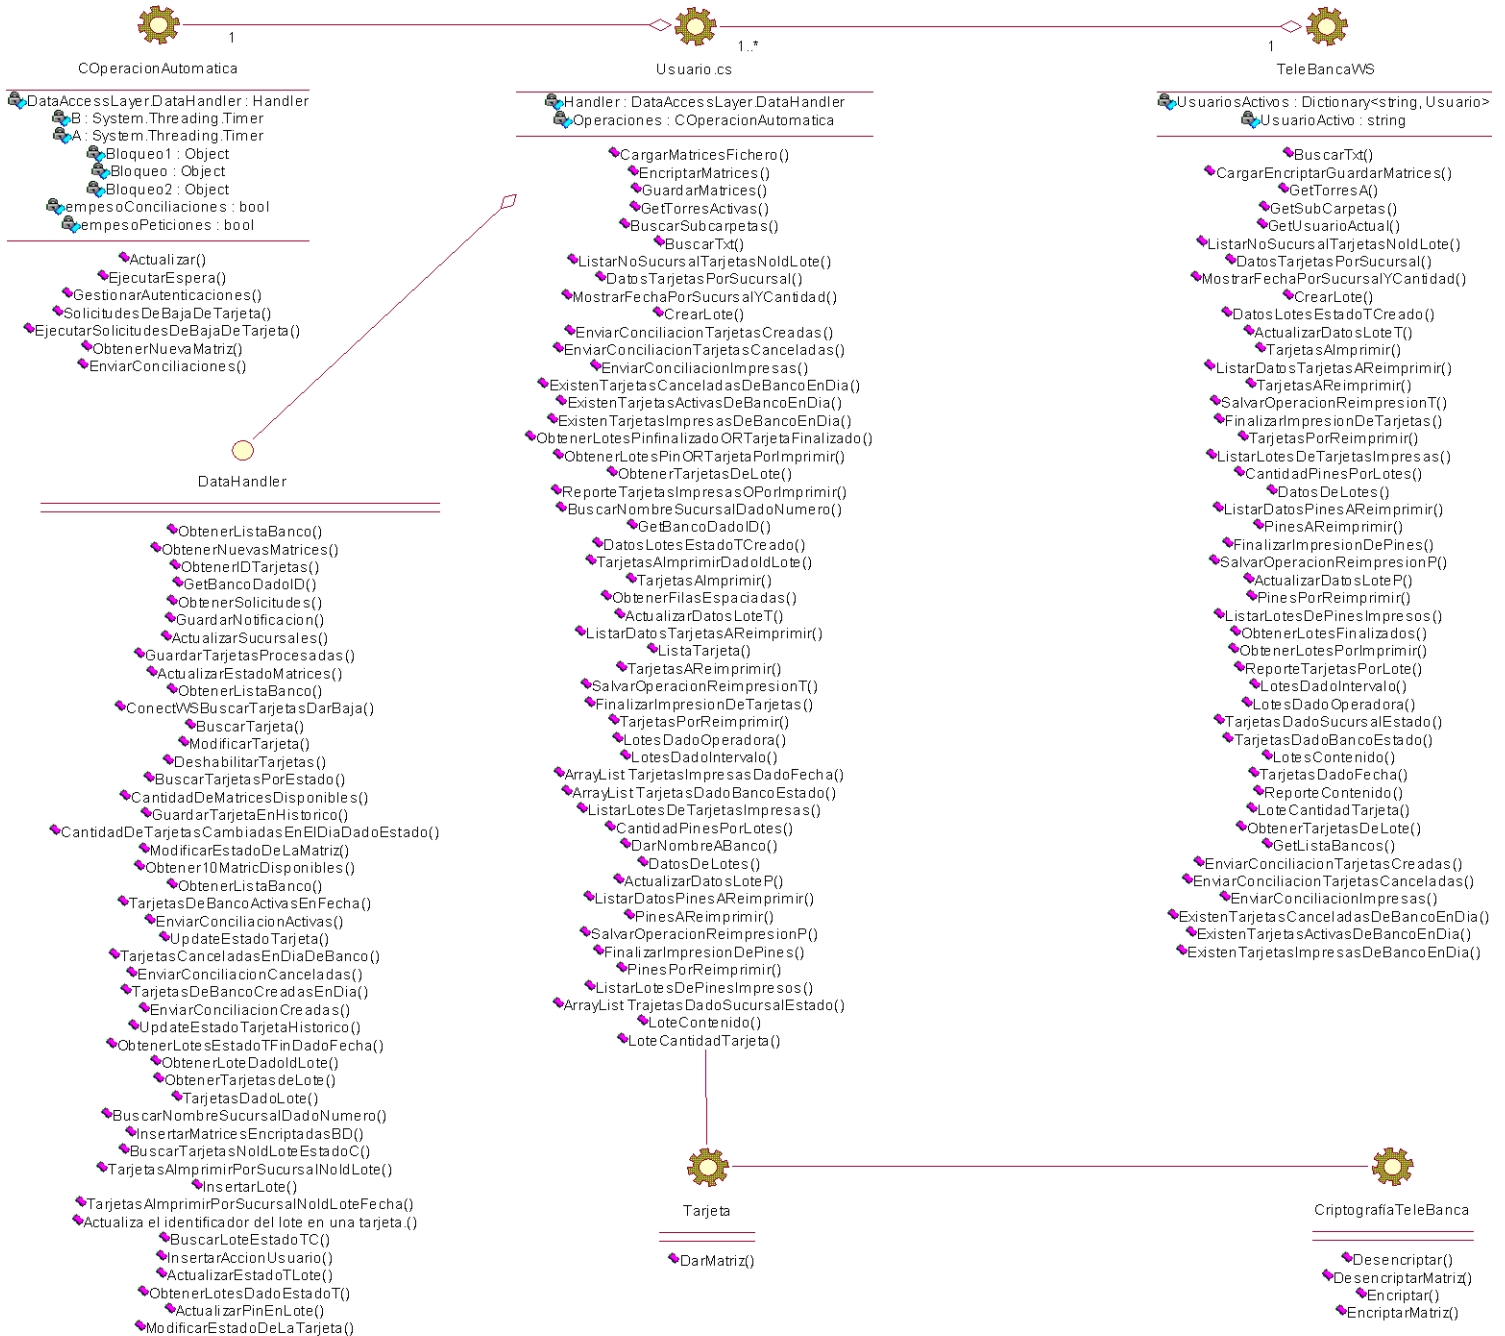 1
1..*
1
COperacionAutomatica
DataAccessLayer.DataHandler : Handler
B : System.Threading.Timer
A : System.Threading.Timer
Bloqueo1 : Object
Bloqueo : Object
Bloqueo2 : Object
empesoConciliaciones : bool
empesoPeticiones : bool
Actualizar()
EjecutarEspera()
GestionarAutenticaciones()
SolicitudesDeBajaDeTarjeta()
EjecutarSolicitudesDeBajaDeTarjeta()
ObtenerNuevaMatriz()
EnviarConciliaciones()
DataHandler
ObtenerListaBanco()
ObtenerNuevasMatrices()
ObtenerIDTarjetas()
GetBancoDadoID()
ObtenerSolicitudes()
GuardarNotificacion()
ActualizarSucursales()
GuardarTarjetasProcesadas()
ActualizarEstadoMatrices()
ObtenerListaBanco()
ConectWSBuscarTarjetasDarBaja()
BuscarTarjeta()
ModificarTarjeta()
DeshabilitarTarjetas()
BuscarTarjetasPorEstado()
CantidadDeMatricesDisponibles()
GuardarTarjetaEnHistorico()
CantidadDeTarjetasCambiadasEnElDiaDadoEstado()
ModificarEstadoDeLaMatriz()
Obtener10MatricDisponibles()
ObtenerListaBanco()
TarjetasDeBancoActivasEnFecha()
EnviarConciliacionActivas()
UpdateEstadoTarjeta()
TarjetasCanceladasEnDiaDeBanco()
EnviarConciliacionCanceladas()
TarjetasDeBancoCreadasEnDia()
EnviarConciliacionCreadas()
UpdateEstadoTarjetaHistorico()
ObtenerLotesEstadoTFinDadoFecha()
ObtenerLoteDadoIdLote()
ObtenerTarjetasdeLote()
TarjetasDadoLote()
BuscarNombreSucursalDadoNumero()
InsertarMatricesEncriptadasBD()
BuscarTarjetasNoIdLoteEstadoC()
TarjetasAImprimirPorSucursalNoIdLote()
InsertarLote()
TarjetasAImprimirPorSucursalNoIdLoteFecha()
Actualiza el identificador del lote en una tarjeta.()
BuscarLoteEstadoTC()
InsertarAccionUsuario()
ActualizarEstadoTLote()
ObtenerLotesDadoEstadoT()
ActualizarPinEnLote()
ModificarEstadoDeLaTarjeta()
Usuario.cs
Handler : DataAccessLayer.DataHandler
Operaciones : COperacionAutomatica
CargarMatricesFichero()
EncriptarMatrices()
GuardarMatrices()
GetTorresActivas()
BuscarSubcarpetas()
BuscarTxt()
ListarNoSucursalTarjetasNoIdLote()
DatosTarjetasPorSucursal()
MostrarFechaPorSucursalYCantidad()
CrearLote()
EnviarConciliacionTarjetasCreadas()
EnviarConciliacionTarjetasCanceladas()
EnviarConciliacionImpresas()
ExistenTarjetasCanceladasDeBancoEnDia()
ExistenTarjetasActivasDeBancoEnDia()
ExistenTarjetasImpresasDeBancoEnDia()
ObtenerLotesPinfinalizadoORTarjetaFinalizado()
ObtenerLotesPinORTarjetaPorImprimir()
ObtenerTarjetasDeLote()
ReporteTarjetasImpresasOPorImprimir()
BuscarNombreSucursalDadoNumero()
GetBancoDadoID()
DatosLotesEstadoTCreado()
TarjetasAImprimirDadoIdLote()
TarjetasAImprimir()
ObtenerFilasEspaciadas()
ActualizarDatosLoteT()
ListarDatosTarjetasAReimprimir()
ListaTarjeta()
TarjetasAReimprimir()
SalvarOperacionReimpresionT()
FinalizarImpresionDeTarjetas()
TarjetasPorReimprimir()
LotesDadoOperadora()
LotesDadoIntervalo()
ArrayList TarjetasImpresasDadoFecha()
ArrayList TarjetasDadoBancoEstado()
ListarLotesDeTarjetasImpresas()
CantidadPinesPorLotes()
DarNombreABanco()
DatosDeLotes()
ActualizarDatosLoteP()
ListarDatosPinesAReimprimir()
PinesAReimprimir()
SalvarOperacionReimpresionP()
FinalizarImpresionDePines()
PinesPorReimprimir()
ListarLotesDePinesImpresos()
ArrayList TrajetasDadoSucursalEstado()
LoteContenido()
LoteCantidadTarjeta()
TeleBancaWS
UsuariosActivos : Dictionary<string, Usuario>
UsuarioActivo : string
BuscarTxt()
CargarEncriptarGuardarMatrices()
GetTorresA()
GetSubCarpetas()
GetUsuarioActual()
ListarNoSucursalTarjetasNoIdLote()
DatosTarjetasPorSucursal()
MostrarFechaPorSucursalYCantidad()
CrearLote()
DatosLotesEstadoTCreado()
ActualizarDatosLoteT()
TarjetasAImprimir()
ListarDatosTarjetasAReimprimir()
TarjetasAReimprimir()
SalvarOperacionReimpresionT()
FinalizarImpresionDeTarjetas()
TarjetasPorReimprimir()
ListarLotesDeTarjetasImpresas()
CantidadPinesPorLotes()
DatosDeLotes()
ListarDatosPinesAReimprimir()
PinesAReimprimir()
FinalizarImpresionDePines()
SalvarOperacionReimpresionP()
ActualizarDatosLoteP()
PinesPorReimprimir()
ListarLotesDePinesImpresos()
ObtenerLotesFinalizados()
ObtenerLotesPorImprimir()
ReporteTarjetasPorLote()
LotesDadoIntervalo()
LotesDadoOperadora()
TarjetasDadoSucursalEstado()
TarjetasDadoBancoEstado()
LotesContenido()
TarjetasDadoFecha()
ReporteContenido()
LoteCantidadTarjeta()
ObtenerTarjetasDeLote()
GetListaBancos()
EnviarConciliacionTarjetasCreadas()
EnviarConciliacionTarjetasCanceladas()
EnviarConciliacionImpresas()
ExistenTarjetasCanceladasDeBancoEnDia()
ExistenTarjetasActivasDeBancoEnDia()
ExistenTarjetasImpresasDeBancoEnDia()
Tarjeta
DarMatriz()
CriptografíaTeleBanca
Desencriptar()
DesencriptarMatriz()
Encriptar()
EncriptarMatriz()